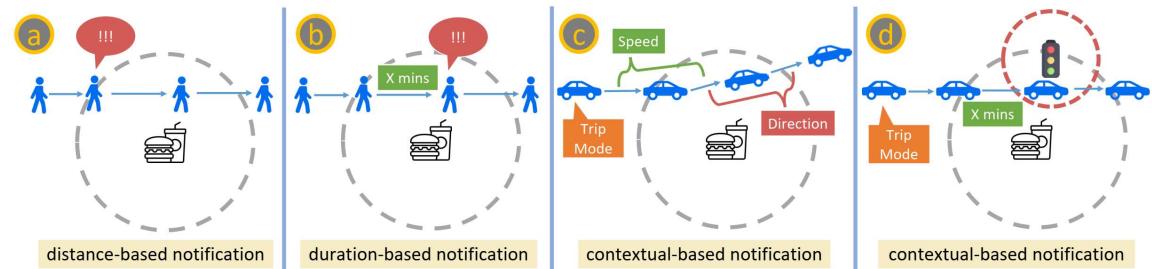 a
!!!
distance-based notification
b
!!!
X mins
duration-based notification
c
Speed
Trip
Mode
Direction
contextual-based notification
d
X mins
Trip
Mode
contextual-based notification